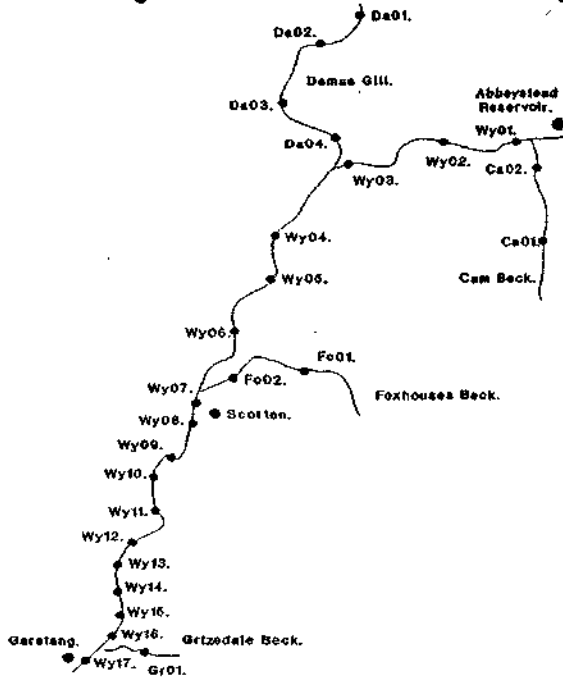 Da01.
Da02.
Damas Gill.
Da03.
Da04.
Abbeystead
Reservoir.
Wy01.
Wy02.
Wy03.
Ca02.
Ca01.
Cam Beck.
Wy04.
Wy05.
Wy06.
Fo01.
Fo02.
Foxhouses Beck.
Wy07.
Wy08.
Scorton.
Wy09.
Wy10.
Wy11.
Wy12.
Wy13.
Wy14.
Wy15.
Wy16.
Grizedale Beck.
Garstang.
Wy17.
Gr01.